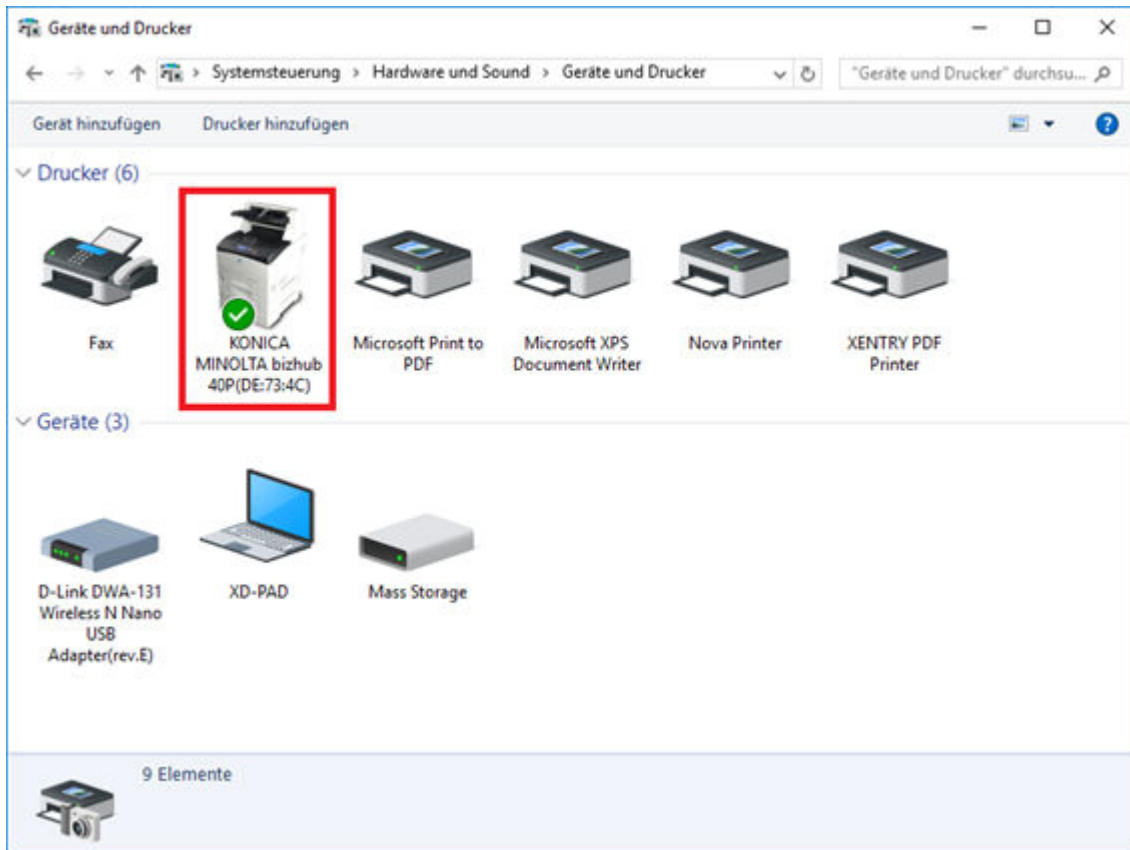 Geräte und Drucker
Systemsteuerung > Hardware und Sound > Geräte und Drucker
"Geräte und Drucker" durchsu...
Gerät hinzufügen
Drucker hinzufügen
Drucker (6)
Fax
KONICA
MINOLTA bizhub
40P(DE:73:4C)
Microsoft Print to
PDF
Microsoft XPS
Document Writer
Nova Printer
XENTRY PDF
Printer
Geräte (3)
D-Link DWA-131
Wireless N Nano
USB
Adapter(rev.E)
XD-PAD
Mass Storage
9 Elemente